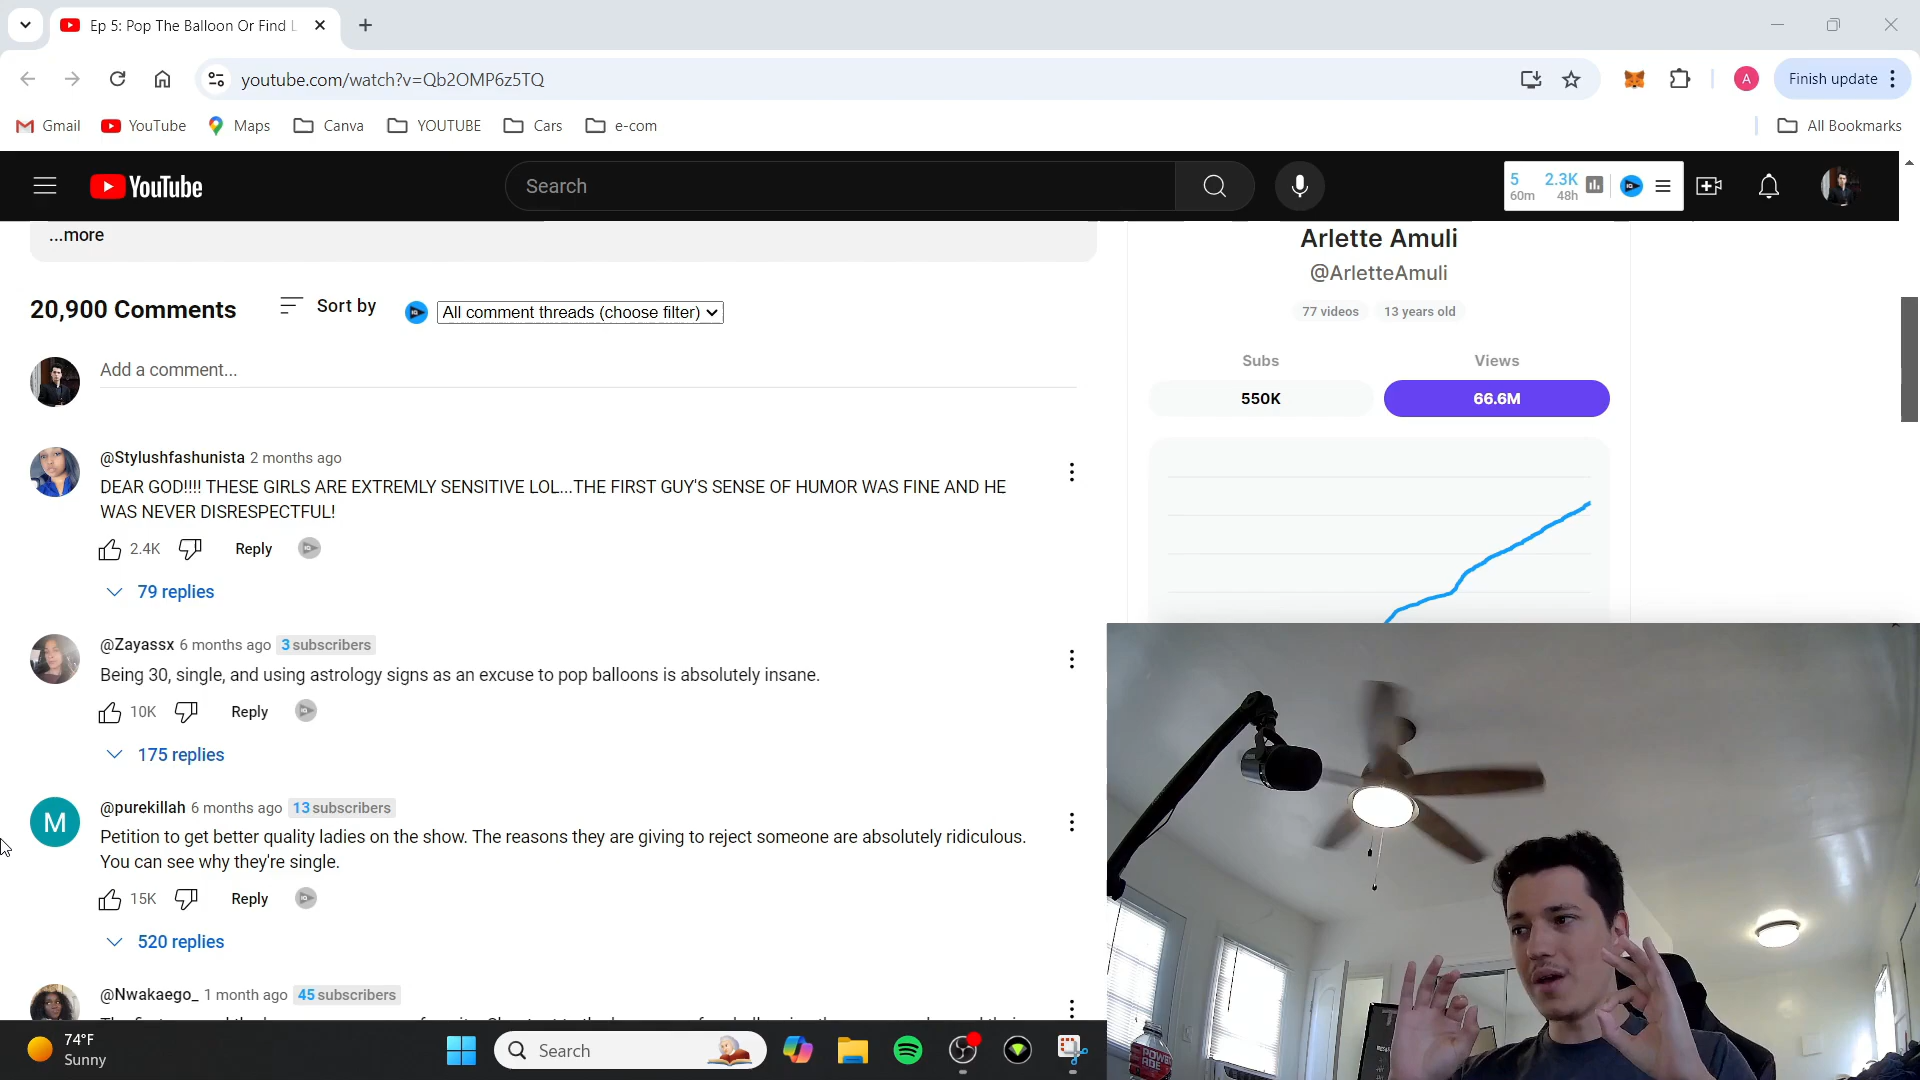 Ep 5: Pop The Balloon Or Find L
youtube.com/watch?v=Qb2OMP6z5TQ
A
Finish update
Gmail
YouTube
Maps
Canva
YOUTUBE
Cars
e-com
All Bookmarks
YouTube
Search
5
60m
2.3K
48h
...more
Arlette Amuli
@ArletteAmuli
77 videos
13 years old
Subs
Views
550K
66.6M
20,900 Comments
Sort by
All comment threads (choose filter)
Add a comment...
@Stylushfashunista 2 months ago
DEAR GOD!!!! THESE GIRLS ARE EXTREMLY SENSITIVE LOL...THE FIRST GUY'S SENSE OF HUMOR WAS FINE AND HE
WAS NEVER DISRESPECTFUL!
2.4K
Reply
79 replies
@Zayassx 6 months ago 3 subscribers
Being 30, single, and using astrology signs as an excuse to pop balloons is absolutely insane.
10K
Reply
175 replies
M
@purekillah 6 months ago 13 subscribers
Petition to get better quality ladies on the show. The reasons they are giving to reject someone are absolutely ridiculous.
You can see why they're single.
15K
Reply
520 replies
@Nwakaego_ 1 month ago 45 subscribers
74°F
Sunny
Search
POWERADE